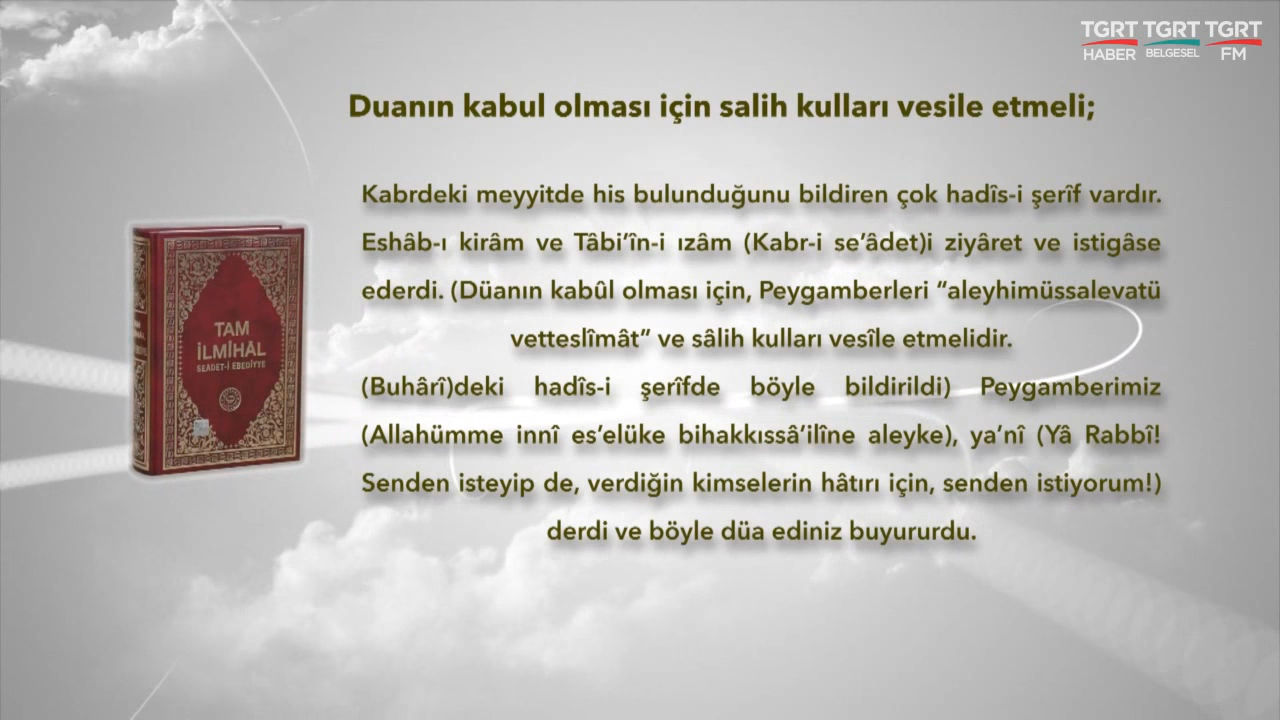 TGRT TGRT TGRT
HABER BELGESEL FM
Duanın kabul olması için salih kulları vesile etmeli;
Kabrdeki meyyitde his bulunduğunu bildiren çok hadîs-i şerîf vardır.
Eshâb-ı kirâm ve Tâbi’în-i ızâm (Kabr-i se’âdet)i ziyâret ve istigâse
ederdi. (Düanın kabûl olması için, Peygamberleri “aleyhimüssalevatü
vetteslîmât” ve sâlih kulları vesîle etmelidir.
(Buhârî)deki hadîs-i şerîfde böyle bildirildi) Peygamberimiz
(Allahümme innî es’elüke bihakkıssâ’ilîne aleyke), ya’nî (Yâ Rabbî!
Senden isteyip de, verdiğin kimselerin hâtırı için, senden istiyorum!)
derdi ve böyle düa ediniz buyururdu.
TAM
İLMİHÂL
SEADET-İ EBEDİYYE